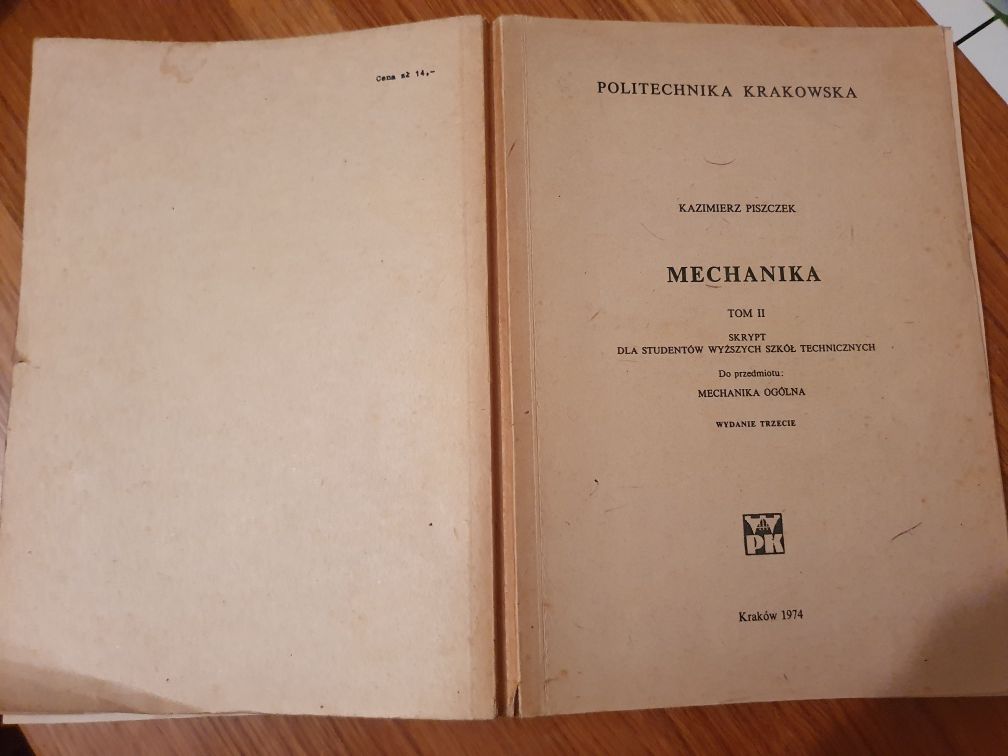 Cena zł 14,-
POLITECHNIKA KRAKOWSKA
KAZIMIERZ PISZCZEK
MECHANIKA
TOM II
SKRYPT
DLA STUDENTÓW WYŻSZYCH SZKÓŁ TECHNICZNYCH
Do przedmiotu:
MECHANIKA OGÓLNA
WYDANIE TRZECIE
PK
Kraków 1974